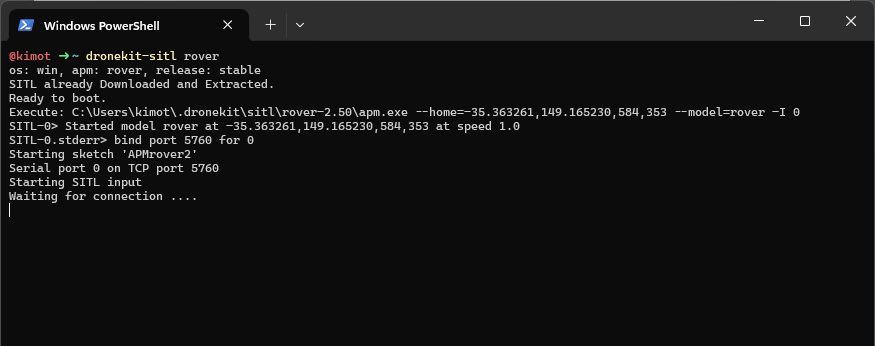 Windows PowerShell
@kimot ➜ ~ dronekit-sitl rover
os: win, apm: rover, release: stable
SITL already Downloaded and Extracted.
Ready to boot.
Execute: C:\Users\kimot\.dronekit\sitl\rover-2.50\apm.exe --home=-35.363261,149.165230,584,353 --model=rover -I 0
SITL-0> Started model rover at -35.363261,149.165230,584,353 at speed 1.0
SITL-0.stderr> bind port 5760 for 0
Starting sketch 'APMrover2'
Serial port 0 on TCP port 5760
Starting SITL input
Waiting for connection ....